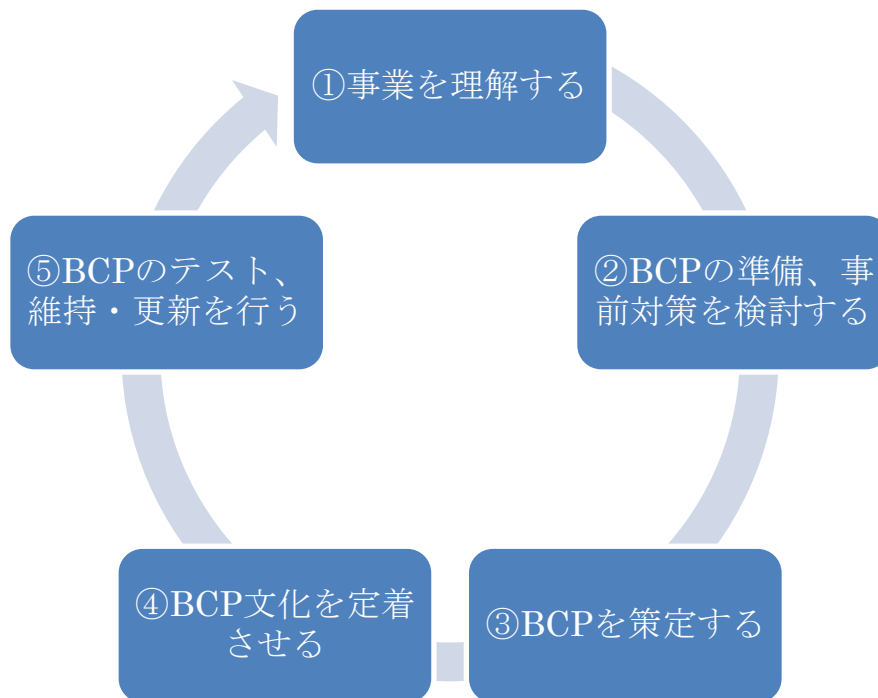 ①事業を理解する
②BCPの準備、事
前対策を検討する
③BCPを策定する
④BCP文化を定着
させる
⑤BCPのテスト、
維持・更新を行う